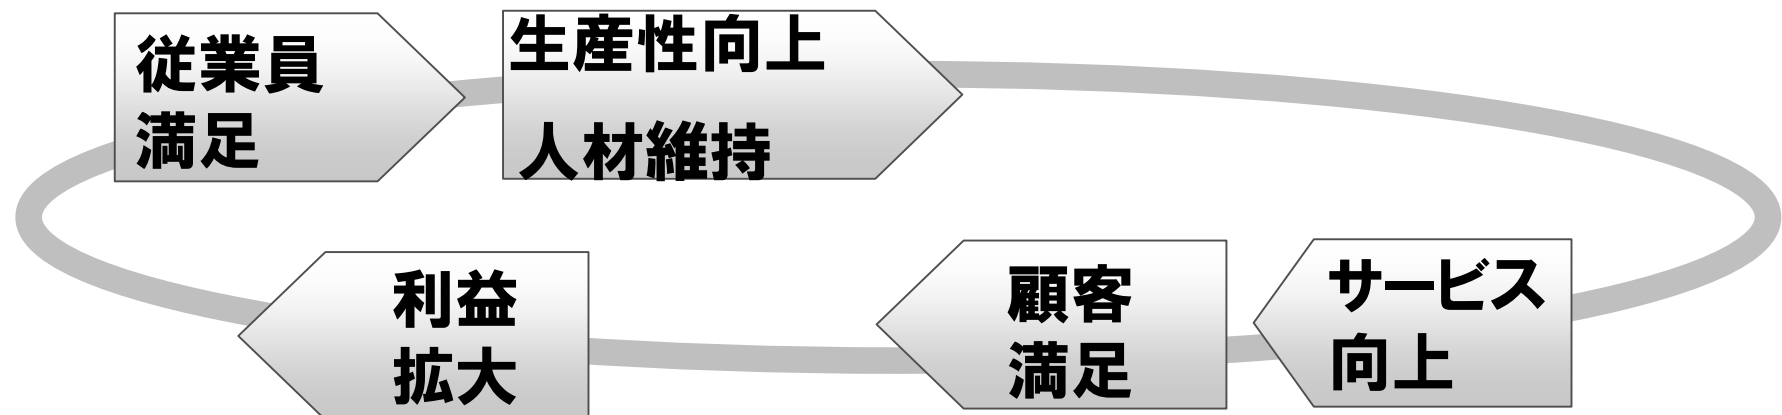 従業員
満足
生産性向上
人材維持
サービス
向上
顧客
満足
利益
拡大